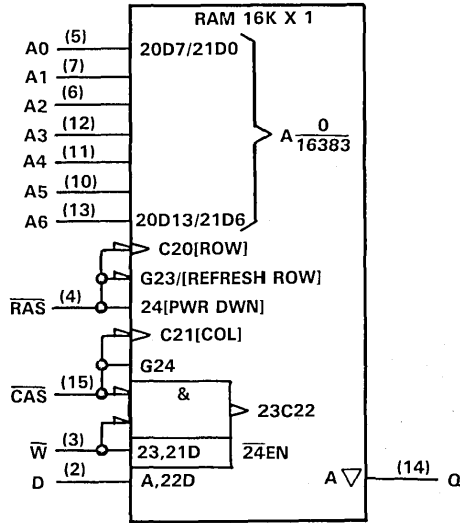 RAM 16K X 1
A0 (5) 20D7/21D0
A1 (7)
A2 (6)
A3 (12) A 0/16383
A4 (11)
A5 (10)
A6 (13) 20D13/21D6
C20[ROW]
G23/[REFRESH ROW]
RAS (4) 24[PWR DWN]
C21[COL]
G24
CAS (15) &
23C22
W (3) 23,21D 24EN
D (2) A,22D A ▽ (14) Q